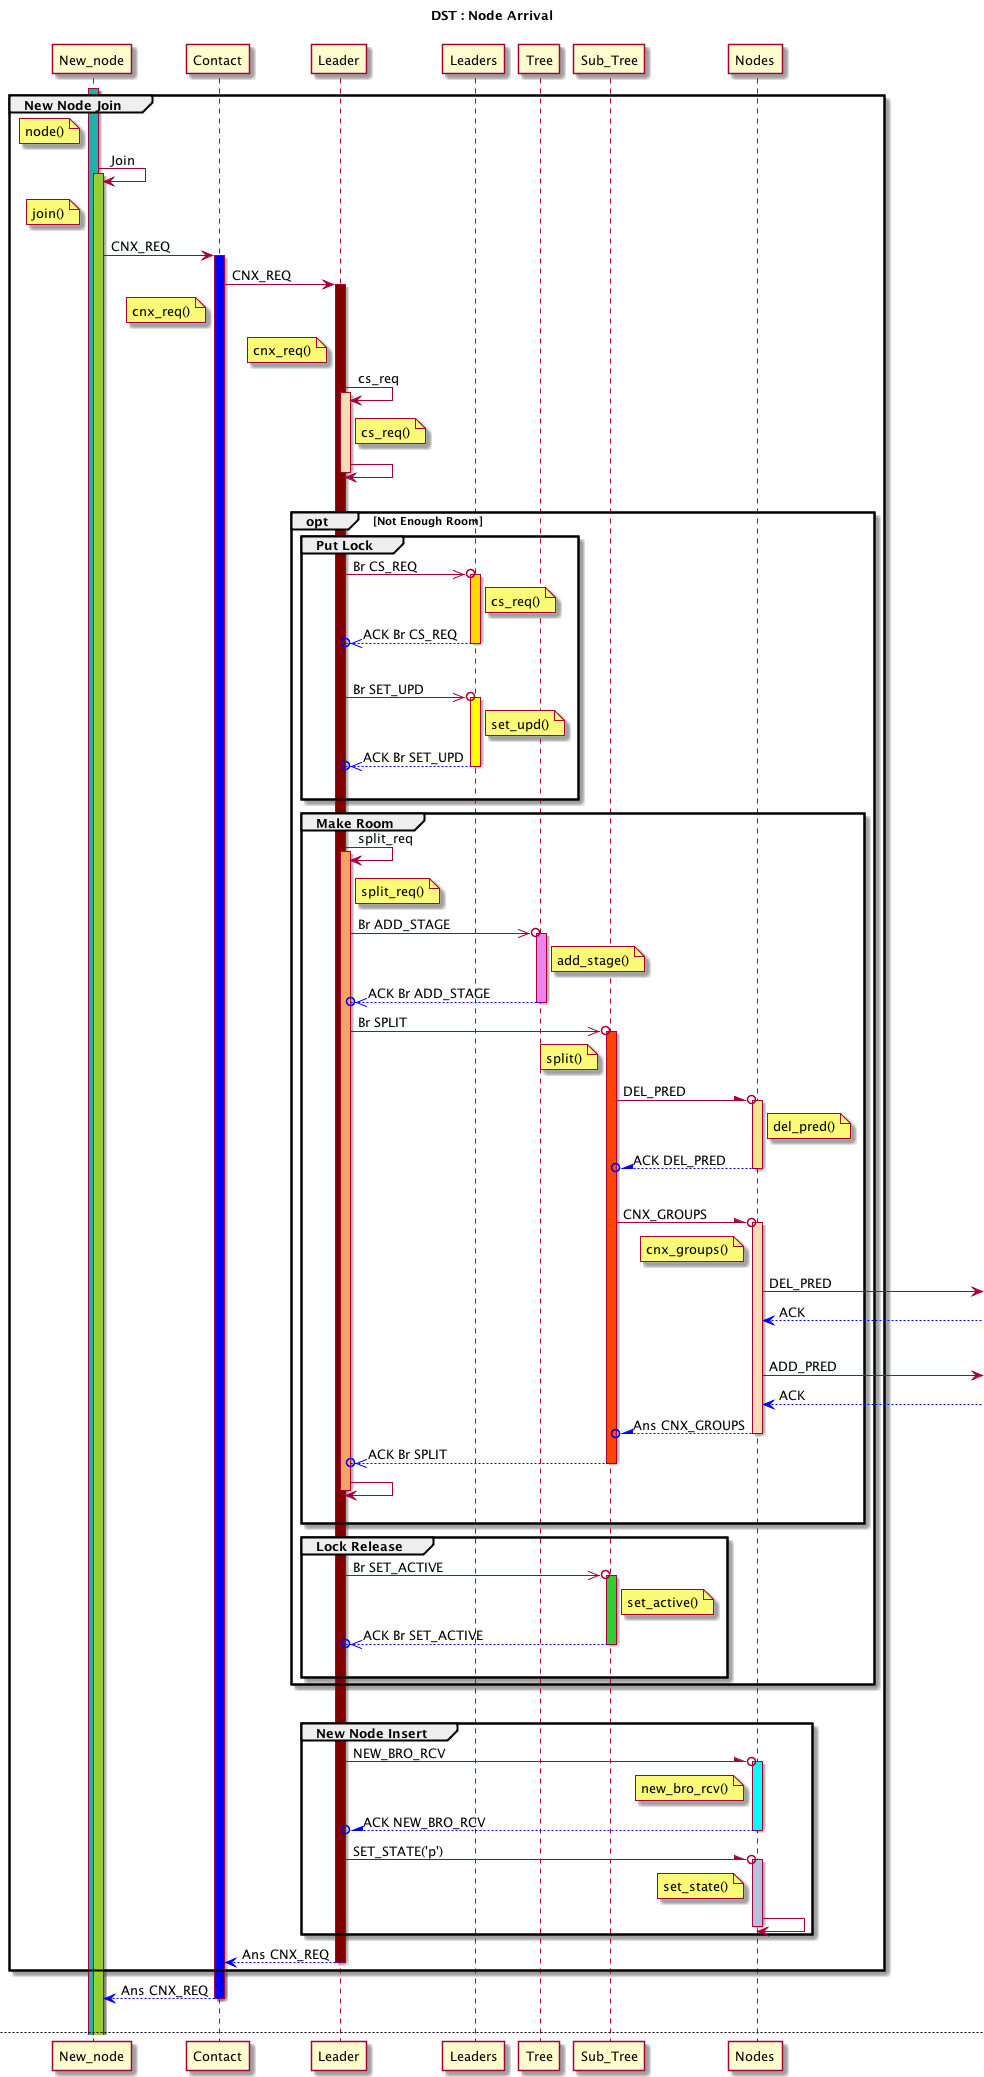 DST : Node Arrival
New_node
Contact
Leader
Leaders
Tree
Sub_Tree
Nodes
New Node Join
node()
Join
join()
CNX_REQ
CNX_REQ
cnx_req()
cnx_req()
cs_req
cs_req()
opt
[Not Enough Room]
Put Lock
Br CS_REQ
cs_req()
ACK Br CS_REQ
Br SET_UPD
set_upd()
ACK Br SET_UPD
Make Room
split_req
split_req()
Br ADD_STAGE
add_stage()
ACK Br ADD_STAGE
Br SPLIT
split()
DEL_PRED
del_pred()
ACK DEL_PRED
CNX_GROUPS
cnx_groups()
DEL_PRED
ACK
ADD_PRED
ACK
Ans CNX_GROUPS
ACK Br SPLIT
Lock Release
Br SET_ACTIVE
set_active()
ACK Br SET_ACTIVE
New Node Insert
NEW_BRO_RCV
new_bro_rcv()
ACK NEW_BRO_RCV
SET_STATE('p')
set_state()
Ans CNX_REQ
Ans CNX_REQ
New_node
Contact
Leader
Leaders
Tree
Sub_Tree
Nodes